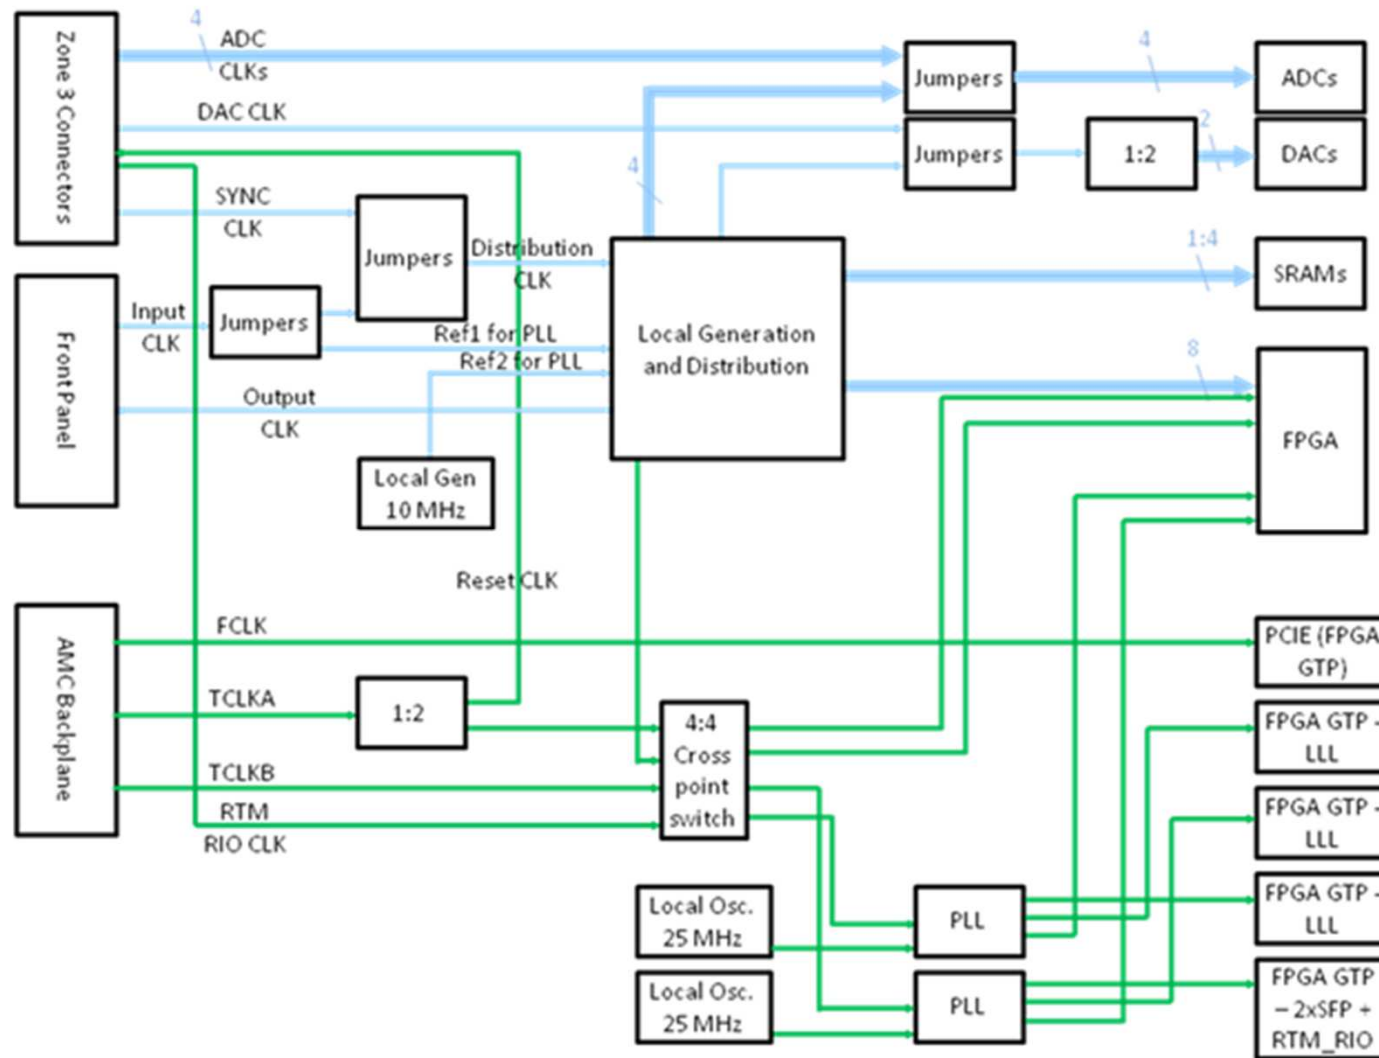 Zone 3 Connectors
4
ADC
CLKs
DAC CLK
SYNC
CLK
Jumpers
4
ADCs
Jumpers
1:2
2
DACs
4
Jumpers
Distribution
CLK
1:4
SRAMs
Front Panel
Input
CLK
Jumpers
Ref1 for PLL
Ref2 for PLL
Local Generation
and Distribution
8
FPGA
Output
CLK
Local Gen
10 MHz
Reset CLK
AMC Backplane
FCLK
PCIE (FPGA
GTP)
TCLKA
1:2
4:4
Cross
point
switch
FPGA GTP -
LLL
TCLKB
RTM
RIO CLK
FPGA GTP -
LLL
Local Osc.
25 MHz
PLL
FPGA GTP -
LLL
Local Osc.
25 MHz
PLL
FPGA GTP
– 2xSFP +
RTM_RIO